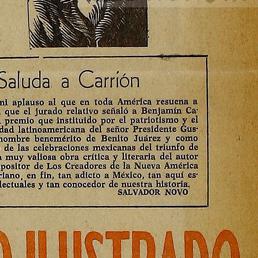 Saluda a Carrión
ni aplauso al que en toda América resuena a
que el jurado relativo señaló a Benjamín Ca-
premio que instituido por el patriotismo y el
dad latinoamericana del señor Presidente Gus-
nombre benemérito de Benito Juárez y como
de las celebraciones mexicanas del triunfo de
a muy valiosa obra crítica y literaria del autor
positor de Los Creadores de la Nueva América
riano, en fin, tan adicto a México, tan aquí es-
lectuales y tan conocedor de nuestra historia.
SALVADOR NOVO
O ILUSTRADO